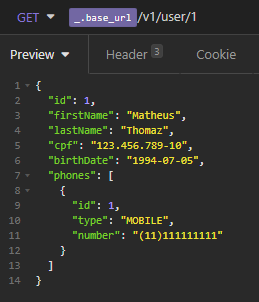 GET _.base_url/v1/user/1
Preview Header 3 Cookie
1 {
2 "id": 1,
3 "firstName": "Matheus",
4 "lastName": "Thomaz",
5 "cpf": "123.456.789-10",
6 "birthDate": "1994-07-05",
7 "phones": [
8 {
9 "id": 1,
10 "type": "MOBILE",
11 "number": "(11)111111111"
12 }
13 ]
14 }